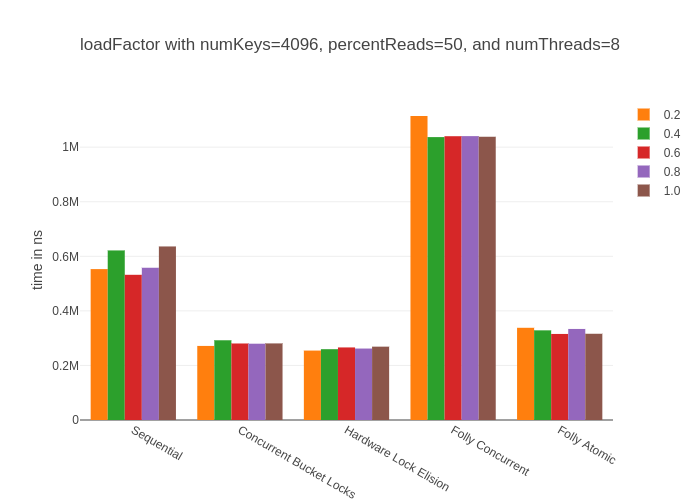 loadFactor with numKeys=4096, percentReads=50, and numThreads=8
0.2
0.4
0.6
0.8
1.0
time in ns
1M
0.8M
0.6M
0.4M
0.2M
0
Sequential
Concurrent Bucket Locks
Hardware Lock Elision
Folly Concurrent
Folly Atomic